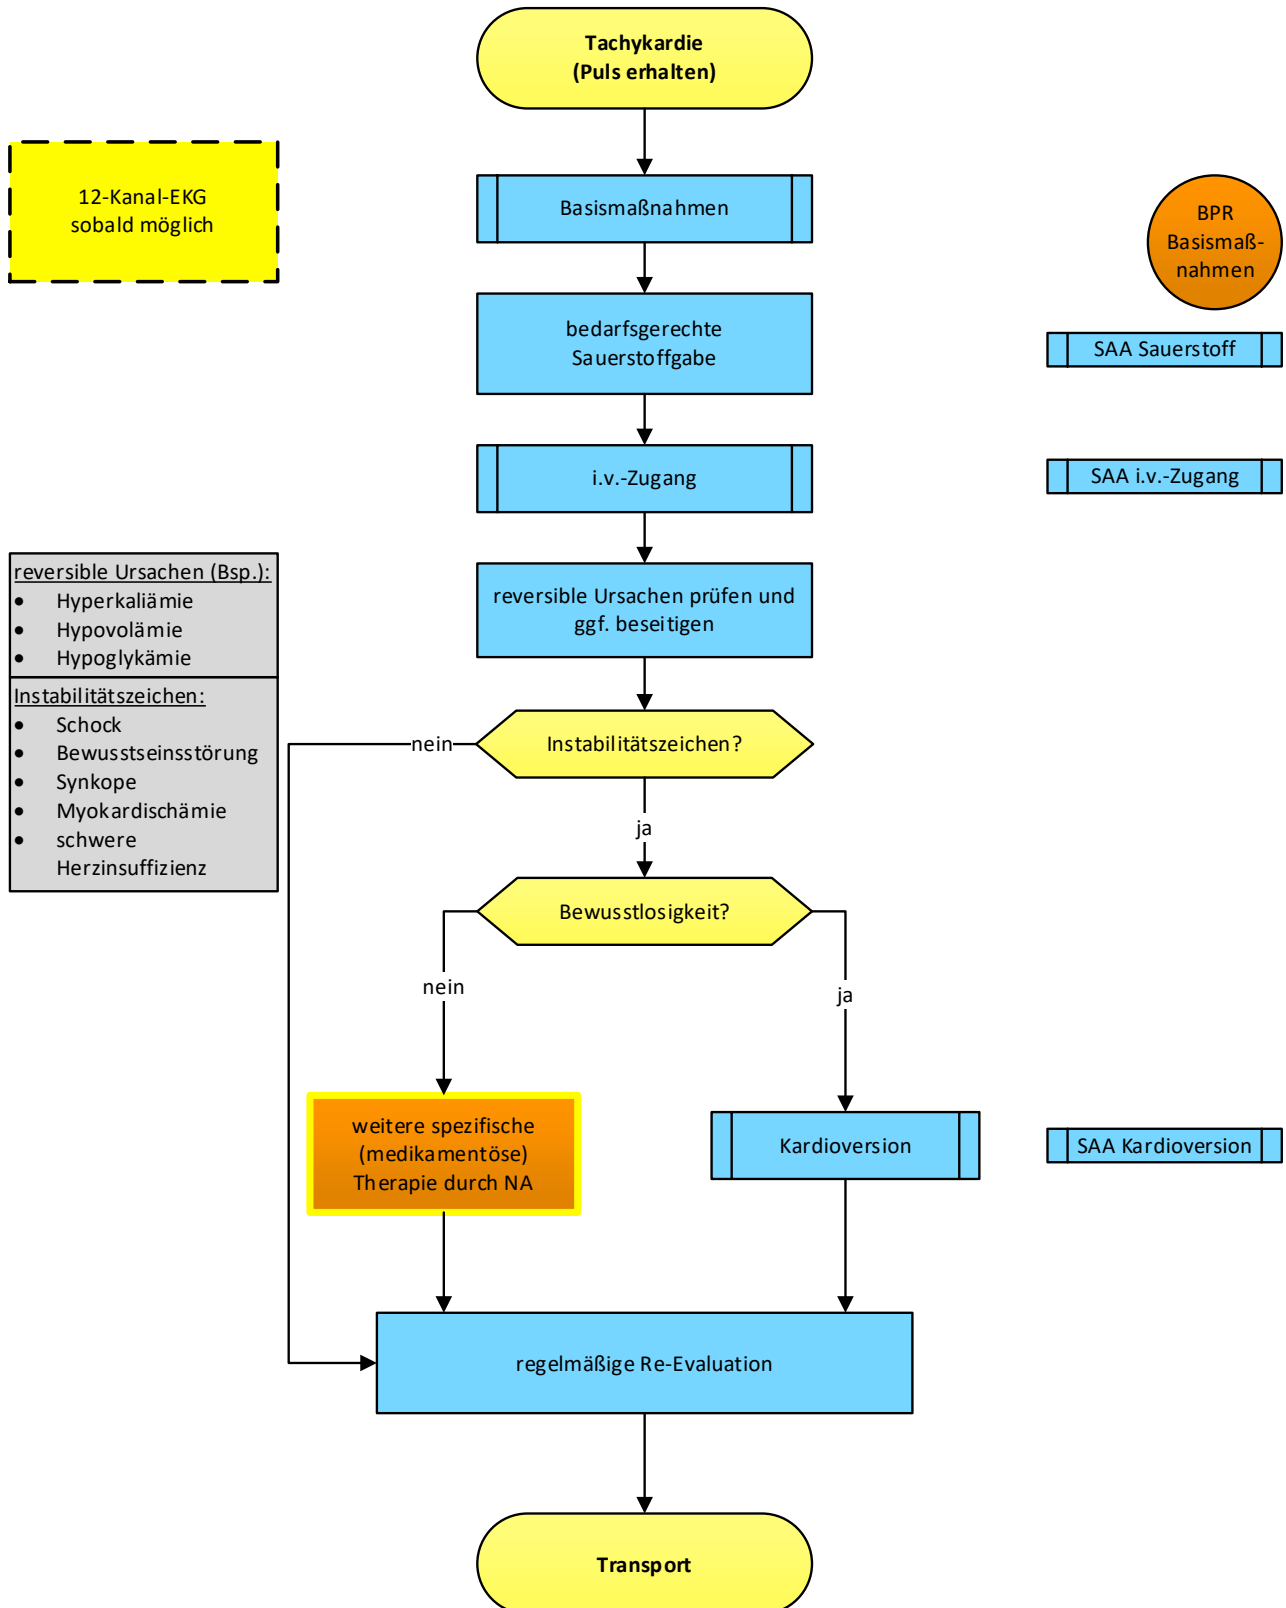 Tachykardie
(Puls erhalten)
12-Kanal-EKG
sobald möglich
Basismaßnahmen
BPR
Basismaß-
nahmen
bedarfsgerechte
Sauerstoffgabe
SAA Sauerstoff
i.v.-Zugang
SAA i.v.-Zugang
reversible Ursachen (Bsp.):
• Hyperkaliämie
• Hypovolämie
• Hypoglykämie
reversible Ursachen prüfen und
ggf. beseitigen
Instabilitätszeichen:
• Schock
• Bewusstseinsstörung
• Synkope
• Myokardischämie
• schwere
Herzinsuffizienz
Instabilitätszeichen?
nein
ja
Bewusstlosigkeit?
nein
ja
weitere spezifische
(medikamentöse)
Therapie durch NA
Kardioversion
SAA Kardioversion
regelmäßige Re-Evaluation
Transport